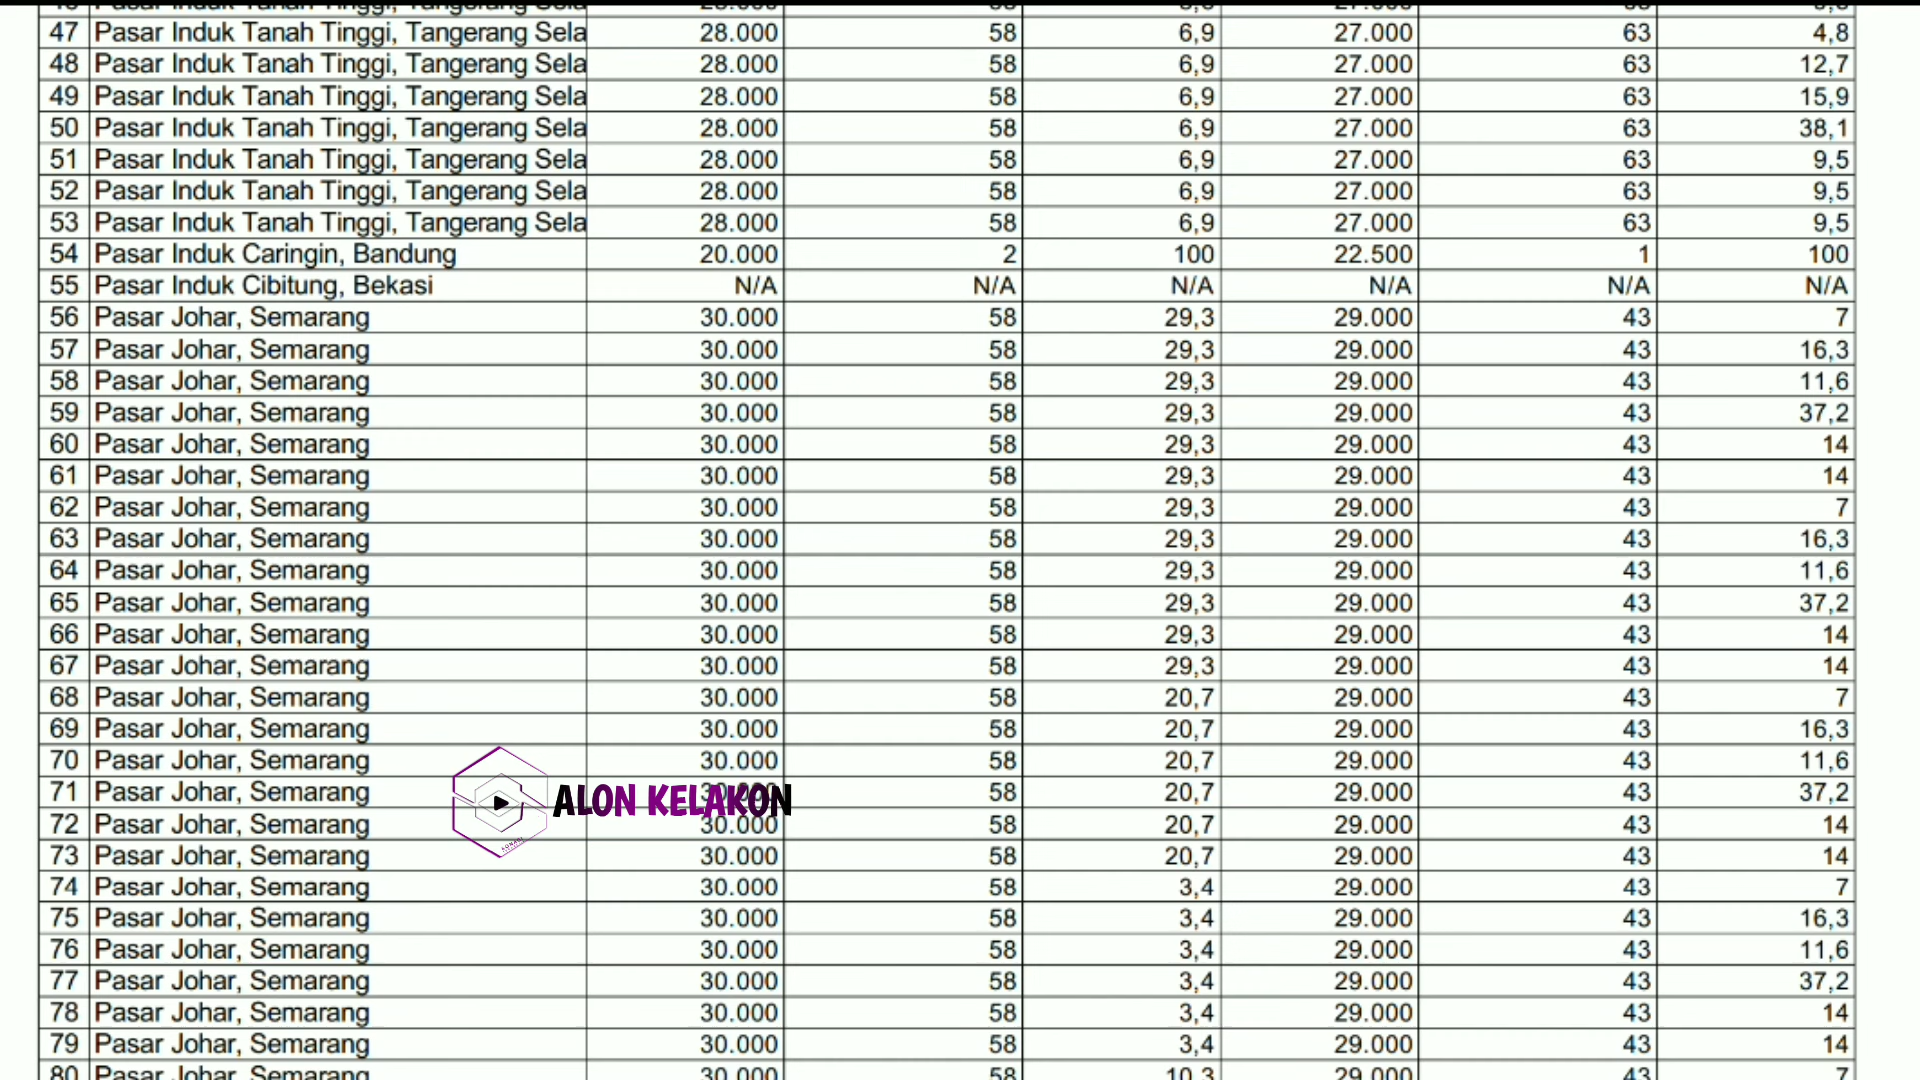 47 Pasar Induk Tanah Tinggi, Tangerang Sela 28.000 58 6,9 27.000 63 4,8
48 Pasar Induk Tanah Tinggi, Tangerang Sela 28.000 58 6,9 27.000 63 12,7
49 Pasar Induk Tanah Tinggi, Tangerang Sela 28.000 58 6,9 27.000 63 15,9
50 Pasar Induk Tanah Tinggi, Tangerang Sela 28.000 58 6,9 27.000 63 38,1
51 Pasar Induk Tanah Tinggi, Tangerang Sela 28.000 58 6,9 27.000 63 9,5
52 Pasar Induk Tanah Tinggi, Tangerang Sela 28.000 58 6,9 27.000 63 9,5
53 Pasar Induk Tanah Tinggi, Tangerang Sela 28.000 58 6,9 27.000 63 9,5
54 Pasar Induk Caringin, Bandung 20.000 2 100 22.500 1 100
55 Pasar Induk Cibitung, Bekasi N/A N/A N/A N/A N/A N/A
56 Pasar Johar, Semarang 30.000 58 29,3 29.000 43 7
57 Pasar Johar, Semarang 30.000 58 29,3 29.000 43 16,3
58 Pasar Johar, Semarang 30.000 58 29,3 29.000 43 11,6
59 Pasar Johar, Semarang 30.000 58 29,3 29.000 43 37,2
60 Pasar Johar, Semarang 30.000 58 29,3 29.000 43 14
61 Pasar Johar, Semarang 30.000 58 29,3 29.000 43 14
62 Pasar Johar, Semarang 30.000 58 29,3 29.000 43 7
63 Pasar Johar, Semarang 30.000 58 29,3 29.000 43 16,3
64 Pasar Johar, Semarang 30.000 58 29,3 29.000 43 11,6
65 Pasar Johar, Semarang 30.000 58 29,3 29.000 43 37,2
66 Pasar Johar, Semarang 30.000 58 29,3 29.000 43 14
67 Pasar Johar, Semarang 30.000 58 29,3 29.000 43 14
68 Pasar Johar, Semarang 30.000 58 20,7 29.000 43 7
69 Pasar Johar, Semarang 30.000 58 20,7 29.000 43 16,3
70 Pasar Johar, Semarang 30.000 58 20,7 29.000 43 11,6
71 Pasar Johar, Semarang 30.000 58 20,7 29.000 43 37,2
ALON KELAKON
72 Pasar Johar, Semarang 30.000 58 20,7 29.000 43 14
73 Pasar Johar, Semarang 30.000 58 20,7 29.000 43 14
74 Pasar Johar, Semarang 30.000 58 3,4 29.000 43 7
75 Pasar Johar, Semarang 30.000 58 3,4 29.000 43 16,3
76 Pasar Johar, Semarang 30.000 58 3,4 29.000 43 11,6
77 Pasar Johar, Semarang 30.000 58 3,4 29.000 43 37,2
78 Pasar Johar, Semarang 30.000 58 3,4 29.000 43 14
79 Pasar Johar, Semarang 30.000 58 3,4 29.000 43 14
80 Pasar Johar, Semarang 30.000 58 10,3 29.000 43 7